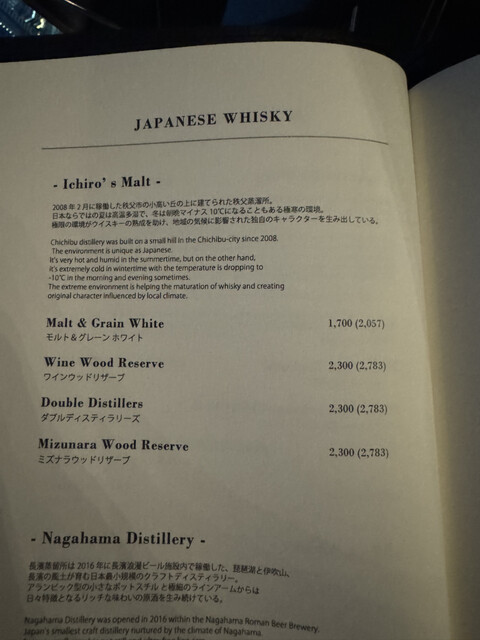 JAPANESE WHISKY
- Ichiro's Malt -
2008年2月に稼働した秩父市の小高い丘の上に建てられた秩父蒸溜所。
日本ならではの夏は高温多湿で、冬は朝晩マイナス10℃になることもある極寒の環境。
極限の環境がウイスキーの熟成を助け、地域の気候に影響された独自のキャラクターを生み出している。
Chichibu distillery was built on a small hill in the Chichibu-city since 2008.
The environment is unique as Japanese.
It's very hot and humid in the summertime, but on the other hand,
it's extremely cold in wintertime with the temperature is dropping to
-10℃ in the morning and evening sometimes.
The extreme environment is helping the maturation of whisky and creating
original character influenced by local climate.
Malt & Grain White 1,700 (2,057)
モルト＆グレーン ホワイト
Wine Wood Reserve 2,300 (2,783)
ワインウッドリザーブ
Double Distillers 2,300 (2,783)
ダブルディスティラリーズ
Mizunara Wood Reserve 2,300 (2,783)
ミズナラウッドリザーブ
- Nagahama Distillery -
長濱蒸留所は2016年に長濱浪漫ビール施設内で稼働した、琵琶湖と伊吹山、
長濱の風土が育む日本最小規模のクラフトディスティラリー。
アランビック型の小さなポットスチルと極細のラインアームからは
日々特徴となるリッチな味わいの原酒を生み続けている。
Nagahama Distillery was opened in 2016 within the Nagahama Roman Beer Brewery.
Japan's smallest craft distillery nurtured by the climate of Nagahama.